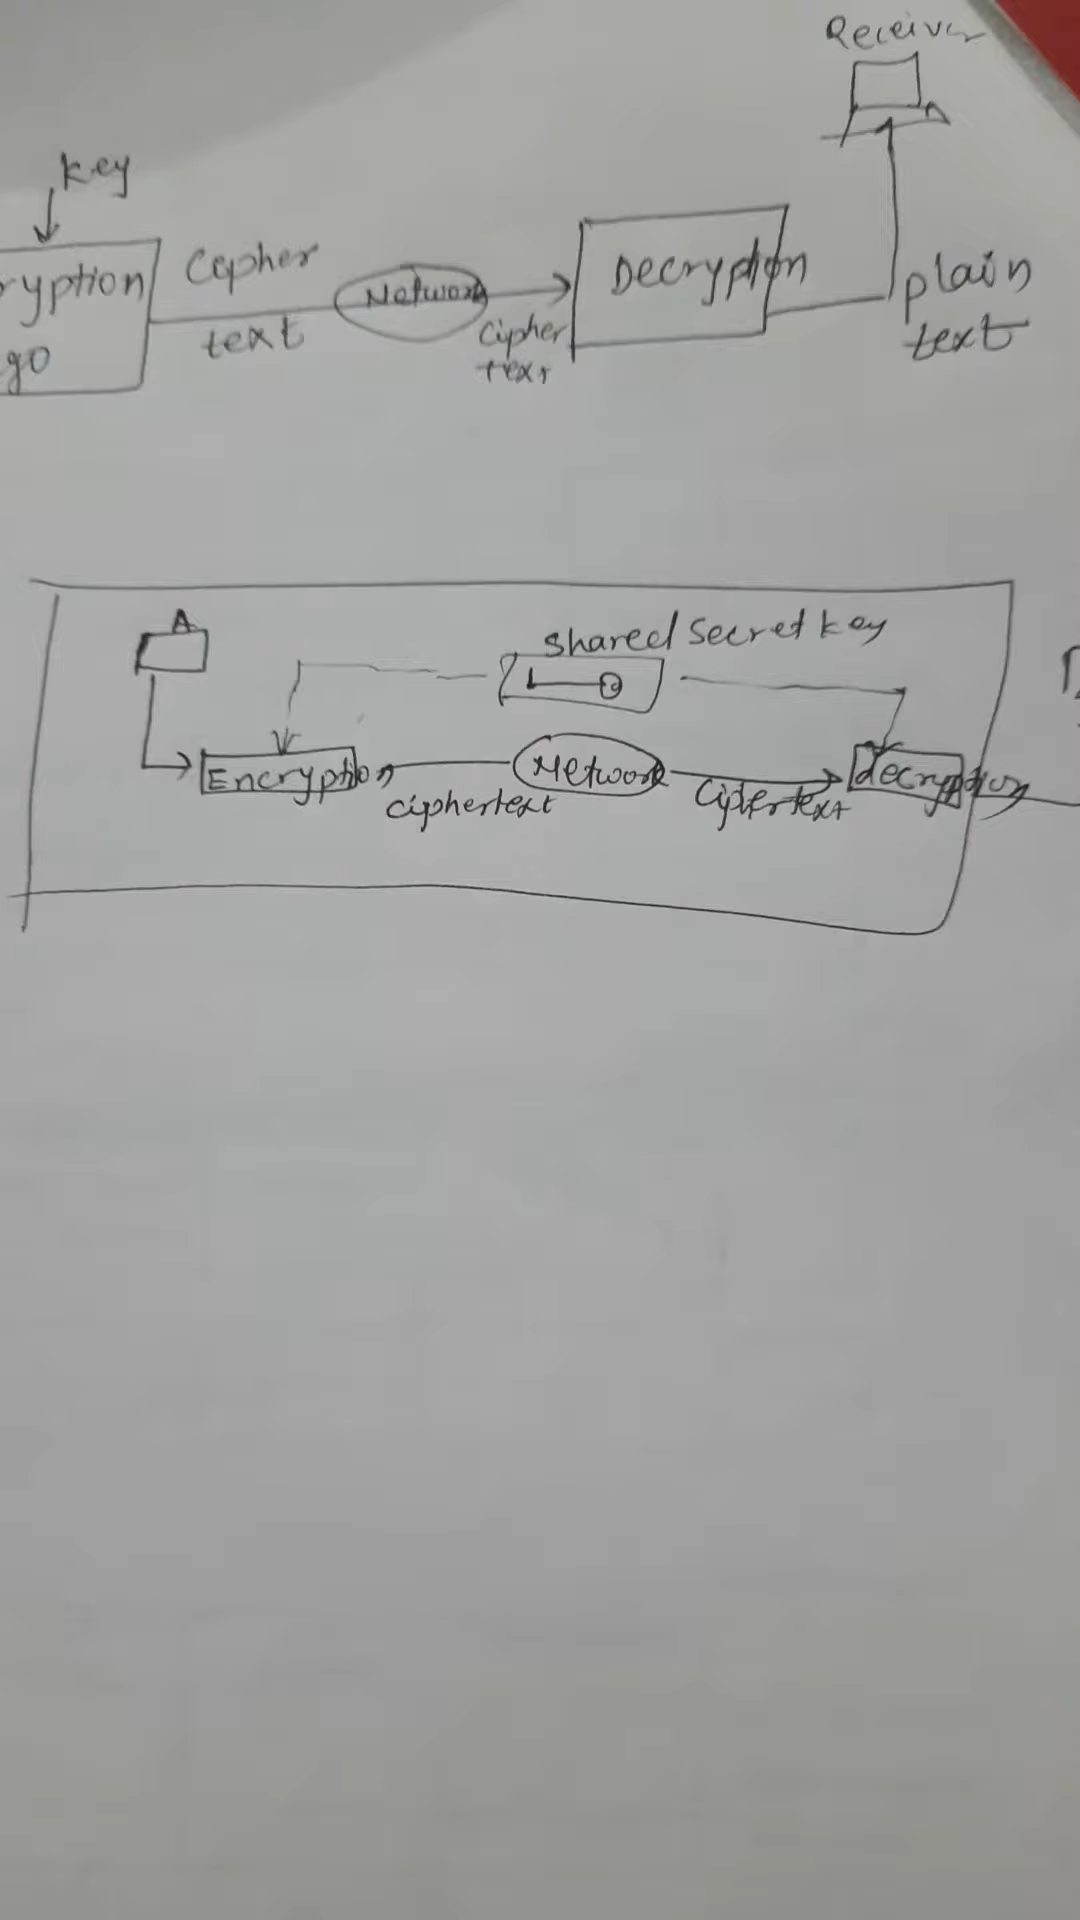 Receiver
key
ryption
go
Cipher
text
Network
Cipher
text
Decryption
plain
text
A
shared secret key
Encryption
ciphertext
Network
Ciphertext
decryption